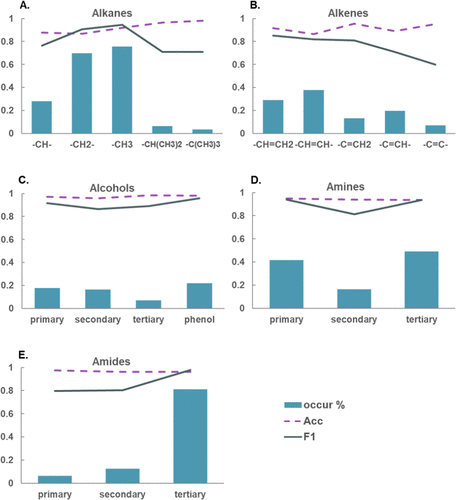 A.
Alkanes
1
0.8
0.6
0.4
0.2
0
-CH- -CH2- -CH3 -CH(CH3)2 -C(CH3)3
B.
Alkenes
1
0.8
0.6
0.4
0.2
0
-CH=CH2 -CH=CH- -C=CH2 -C=CH- -C=C-
C.
Alcohols
1
0.8
0.6
0.4
0.2
0
primary secondary tertiary phenol
D.
Amines
1
0.8
0.6
0.4
0.2
0
primary secondary tertiary
E.
Amides
1
0.8
0.6
0.4
0.2
0
primary secondary tertiary
occur %
Acc
F1